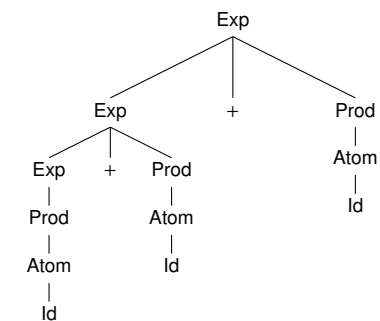 Exp
Exp + Prod
Exp + Prod Atom
Prod Atom Id
Atom Id
Id